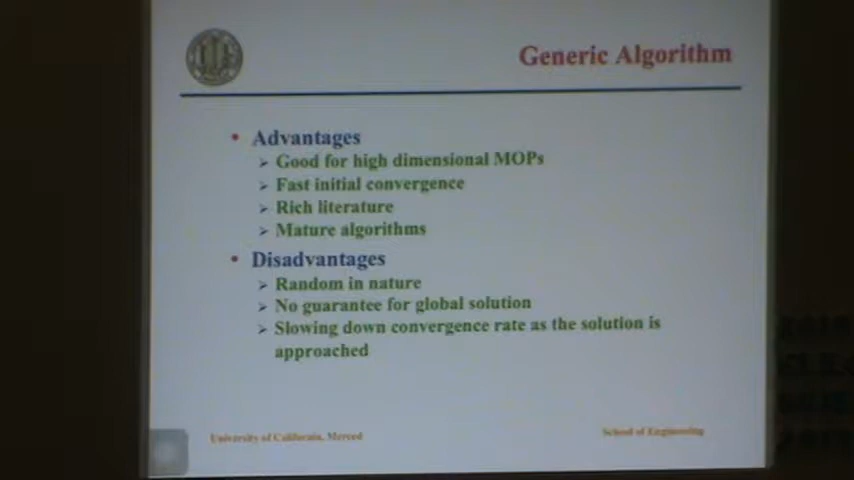 Generic Algorithm
• Advantages
➢ Good for high dimensional MOPs
➢ Fast initial convergence
➢ Rich literature
➢ Mature algorithms
• Disadvantages
➢ Random in nature
➢ No guarantee for global solution
➢ Slowing down convergence rate as the solution is
approached
University of California, Merced
School of Engineering